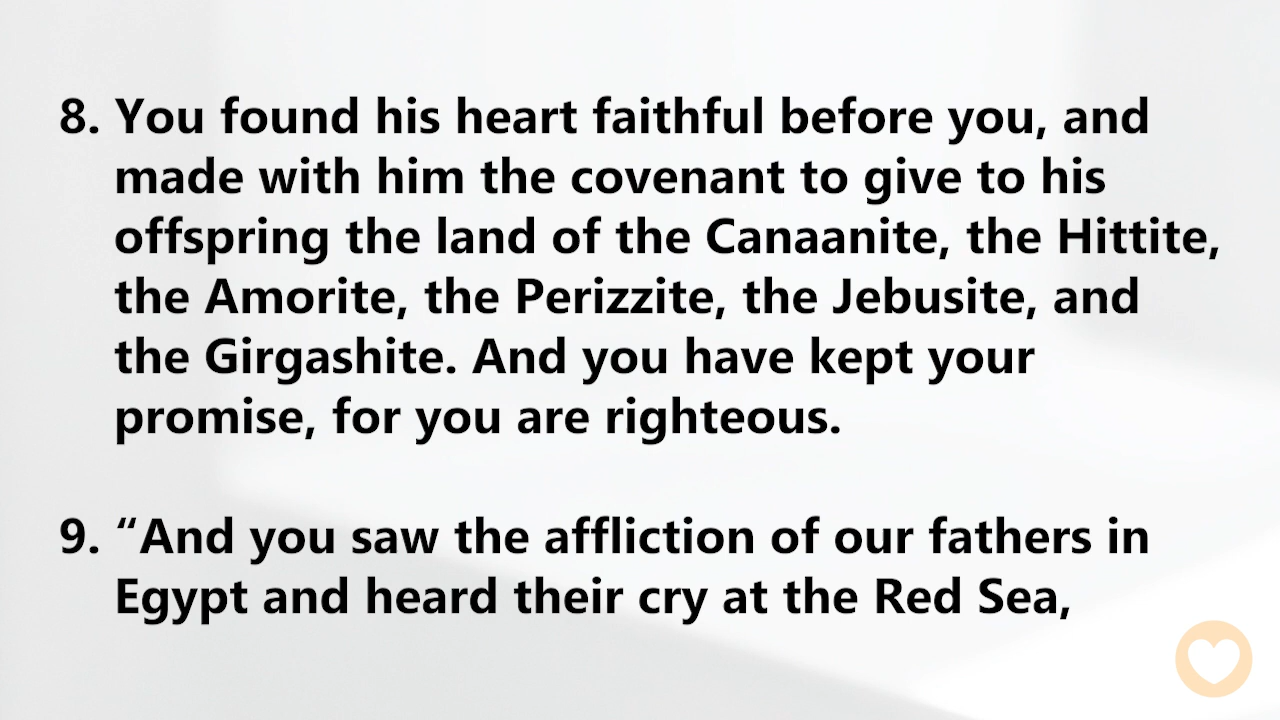 8. You found his heart faithful before you, and
made with him the covenant to give to his
offspring the land of the Canaanite, the Hittite,
the Amorite, the Perizzite, the Jebusite, and
the Girgashite. And you have kept your
promise, for you are righteous.
9. “And you saw the affliction of our fathers in
Egypt and heard their cry at the Red Sea,